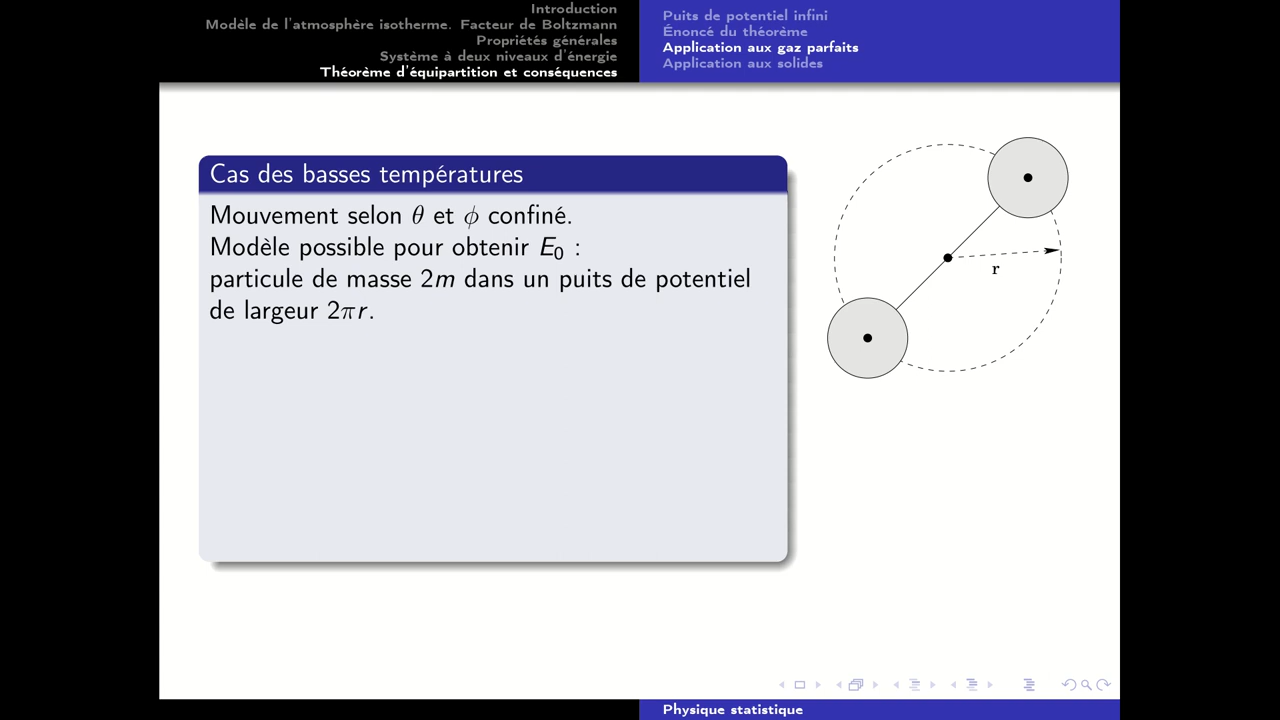 Introduction
Modèle de l'atmosphère isotherme. Facteur de Boltzmann
Propriétés générales
Système à deux niveaux d'énergie
Théorème d'équipartition et conséquences
Puits de potentiel infini
Énoncé du théorème
Application aux gaz parfaits
Application aux solides
Cas des basses températures
Mouvement selon θ et ϕ confiné.
Modèle possible pour obtenir E₀ :
particule de masse 2m dans un puits de potentiel
de largeur 2πr.
r
Physique statistique